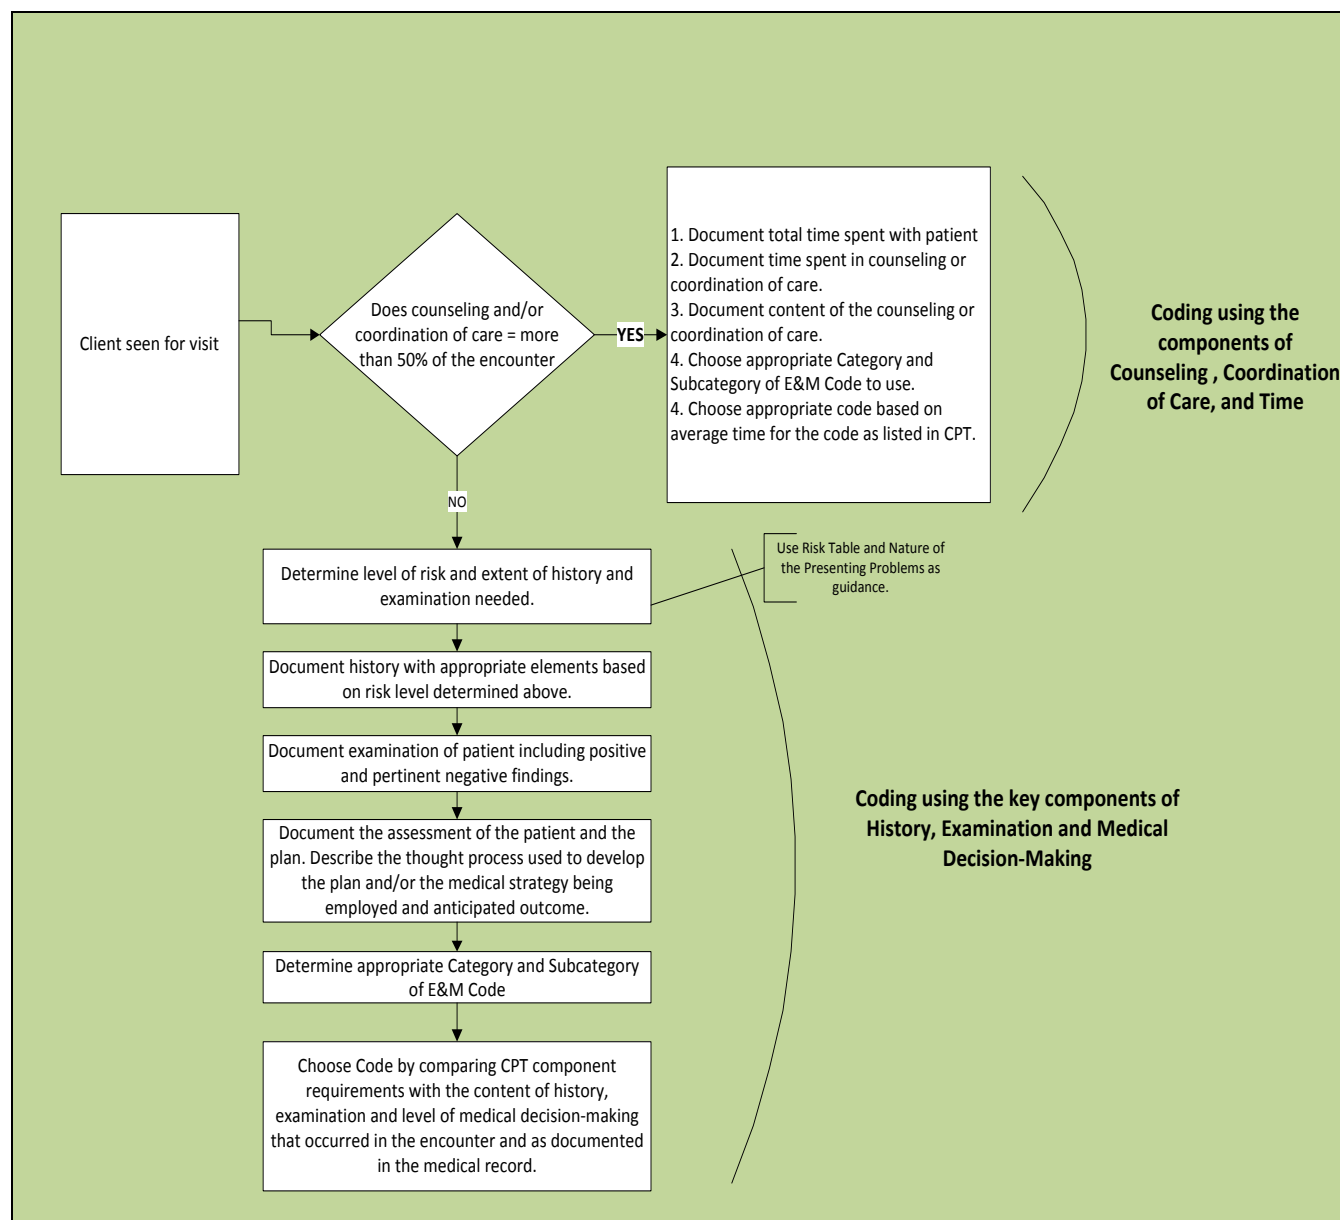 Client seen for visit
Does counseling and/or
coordination of care = more
than 50% of the encounter
YES
1. Document total time spent with patient
2. Document time spent in counseling or
coordination of care.
3. Document content of the counseling or
coordination of care.
4. Choose appropriate Category and
Subcategory of E&M Code to use.
4. Choose appropriate code based on
average time for the code as listed in CPT.
Coding using the
components of
Counseling , Coordination
of Care, and Time
NO
Determine level of risk and extent of history and
examination needed.
Use Risk Table and Nature of
the Presenting Problems as
guidance.
Document history with appropriate elements based
on risk level determined above.
Document examination of patient including positive
and pertinent negative findings.
Document the assessment of the patient and the
plan. Describe the thought process used to develop
the plan and/or the medical strategy being
employed and anticipated outcome.
Determine appropriate Category and Subcategory
of E&M Code
Choose Code by comparing CPT component
requirements with the content of history,
examination and level of medical decision-making
that occurred in the encounter and as documented
in the medical record.
Coding using the key components of
History, Examination and Medical
Decision-Making